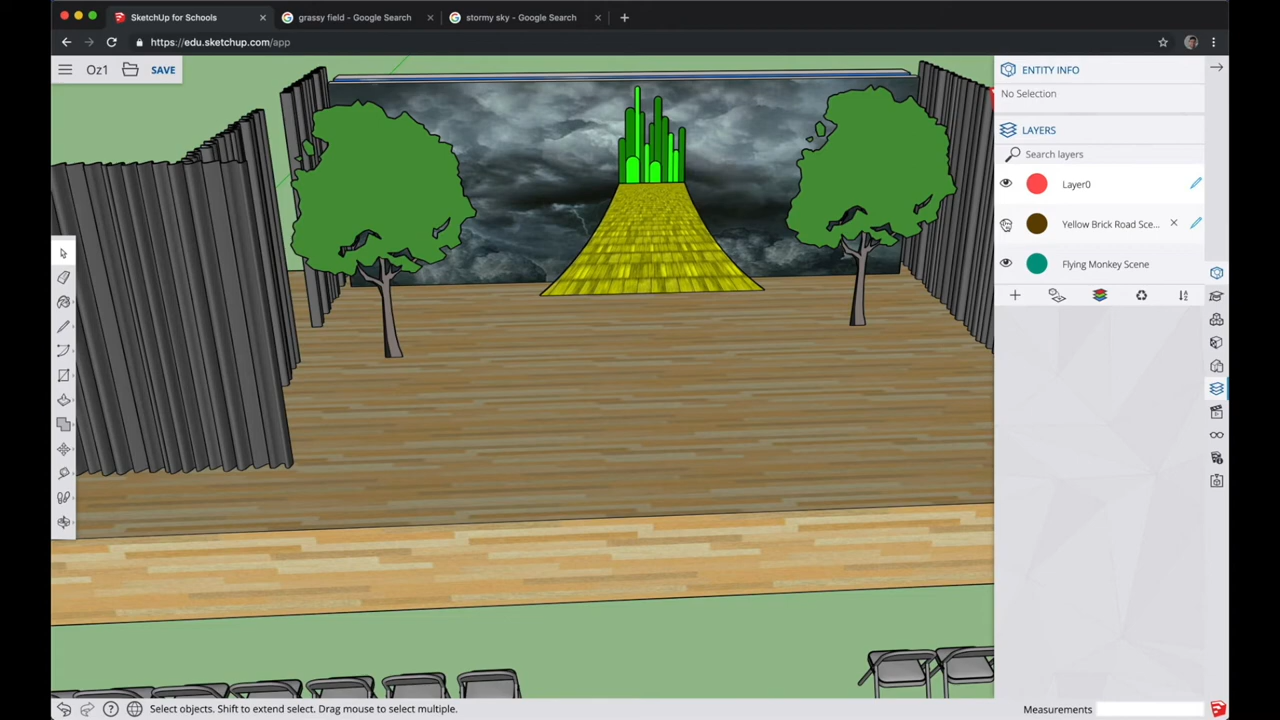 SketchUp for Schools
grassy field - Google Search
stormy sky - Google Search
https://edu.sketchup.com/app
Oz1
SAVE
ENTITY INFO
No Selection
LAYERS
Search layers
Layer0
Yellow Brick Road Sce...
Flying Monkey Scene
Select objects. Shift to extend select. Drag mouse to select multiple.
Measurements